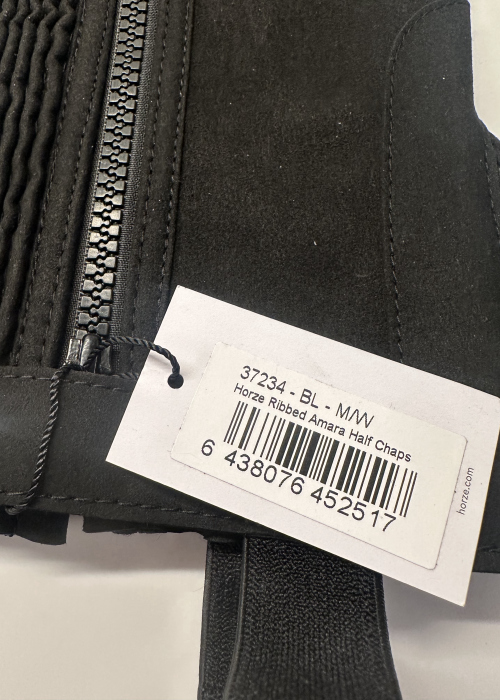 37234 - BL - M/W
Horze Ribbed Amara Half Chaps
6 438076 452517
horze.com